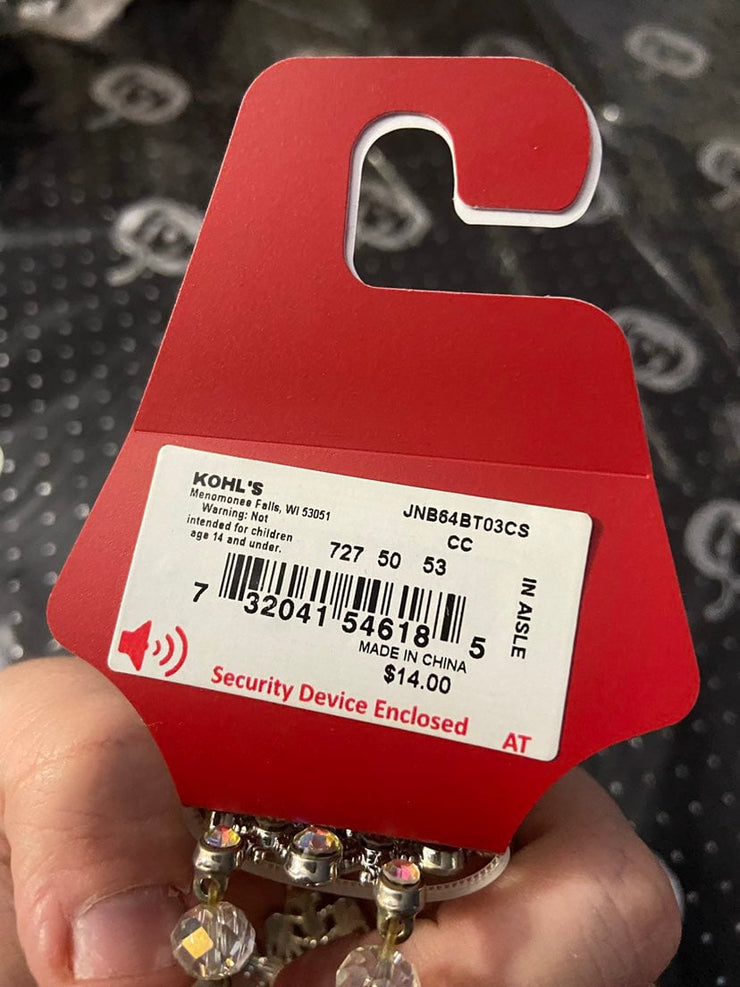 KOHL'S
Menomonee Falls, WI 53051
Warning: Not
intended for children
age 14 and under.
JNB64BT03CS
CC
727 50 53
7 32041 54618 5
IN AISLE
MADE IN CHINA
$14.00
Security Device Enclosed
AT